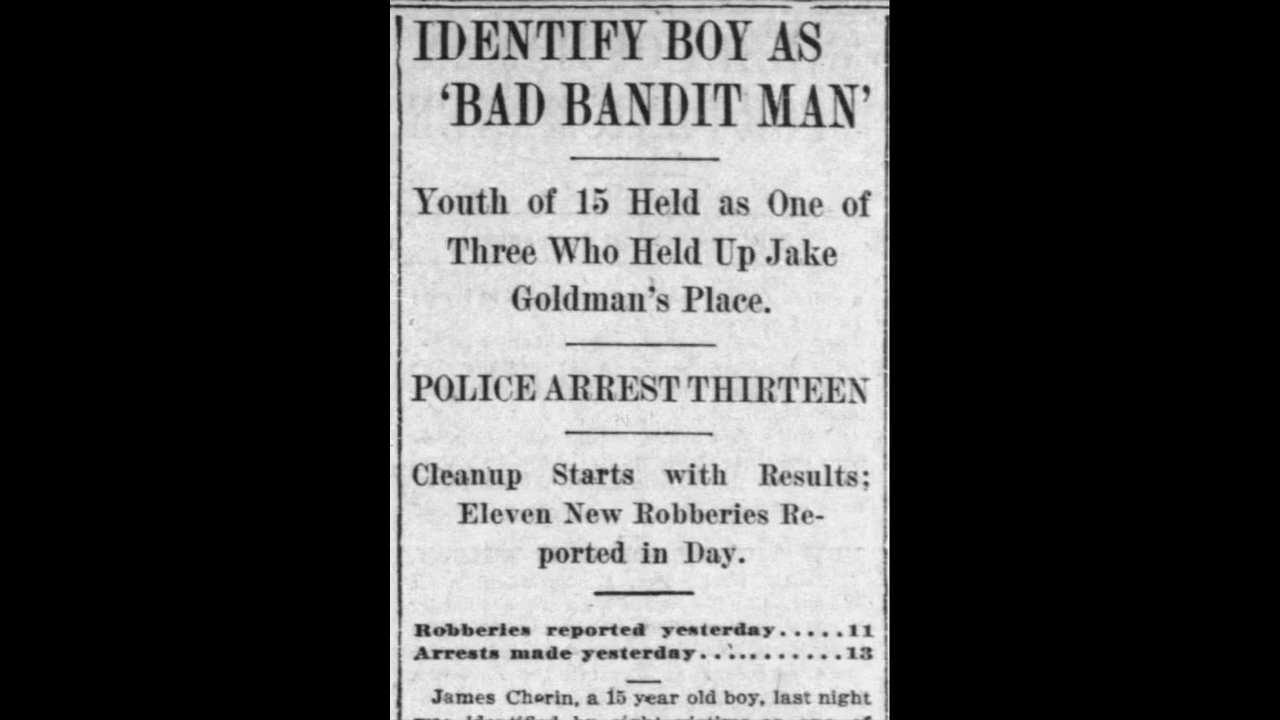 IDENTIFY BOY AS
'BAD BANDIT MAN'
Youth of 15 Held as One of
Three Who Held Up Jake
Goldman's Place.
POLICE ARREST THIRTEEN
Cleanup Starts with Results;
Eleven New Robberies Re-
ported in Day.
Robberies reported yesterday.....11
Arrests made yesterday...........13
James Cherin, a 15 year old boy, last night